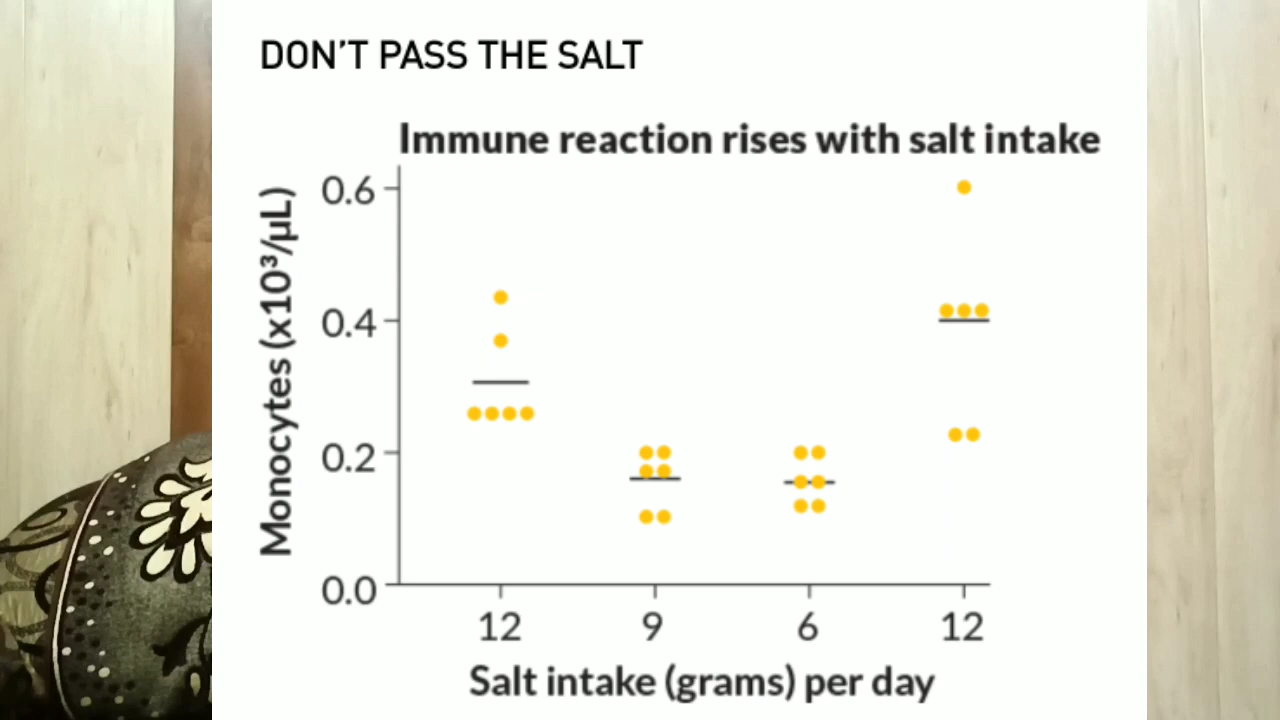 DON'T PASS THE SALT
Immune reaction rises with salt intake
Monocytes (x10³/µL)
0.6
0.4
0.2
0.0
12 9 6 12
Salt intake (grams) per day